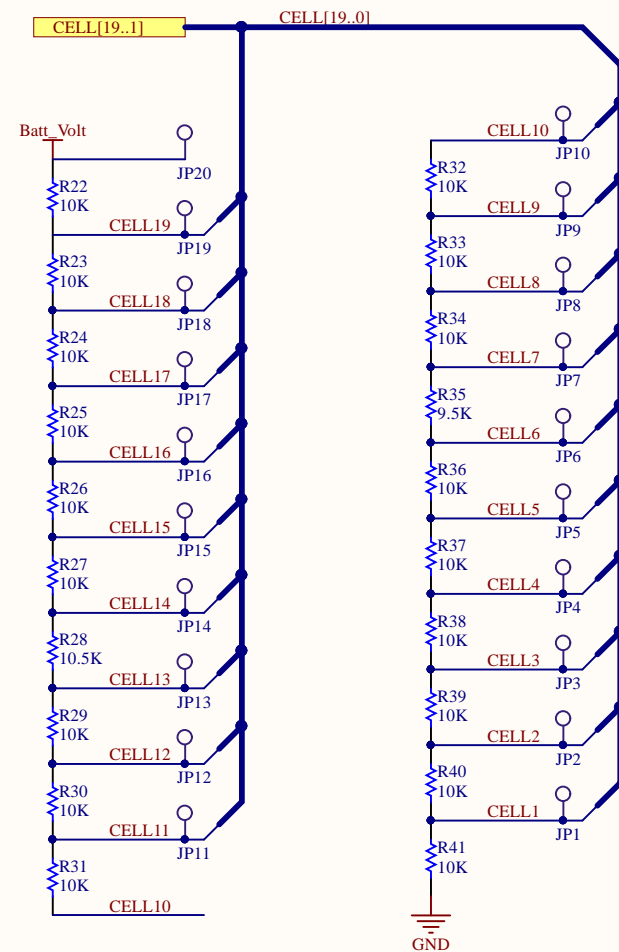 CELL[19..1]
CELL[19..0]
Batt_Volt
JP20
R22
10K
CELL19
JP19
R23
10K
CELL18
JP18
R24
10K
CELL17
JP17
R25
10K
CELL16
JP16
R26
10K
CELL15
JP15
R27
10K
CELL14
JP14
R28
10.5K
CELL13
JP13
R29
10K
CELL12
JP12
R30
10K
CELL11
JP11
R31
10K
CELL10
CELL10
JP10
R32
10K
CELL9
JP9
R33
10K
CELL8
JP8
R34
10K
CELL7
JP7
R35
9.5K
CELL6
JP6
R36
10K
CELL5
JP5
R37
10K
CELL4
JP4
R38
10K
CELL3
JP3
R39
10K
CELL2
JP2
R40
10K
CELL1
JP1
R41
10K
GND